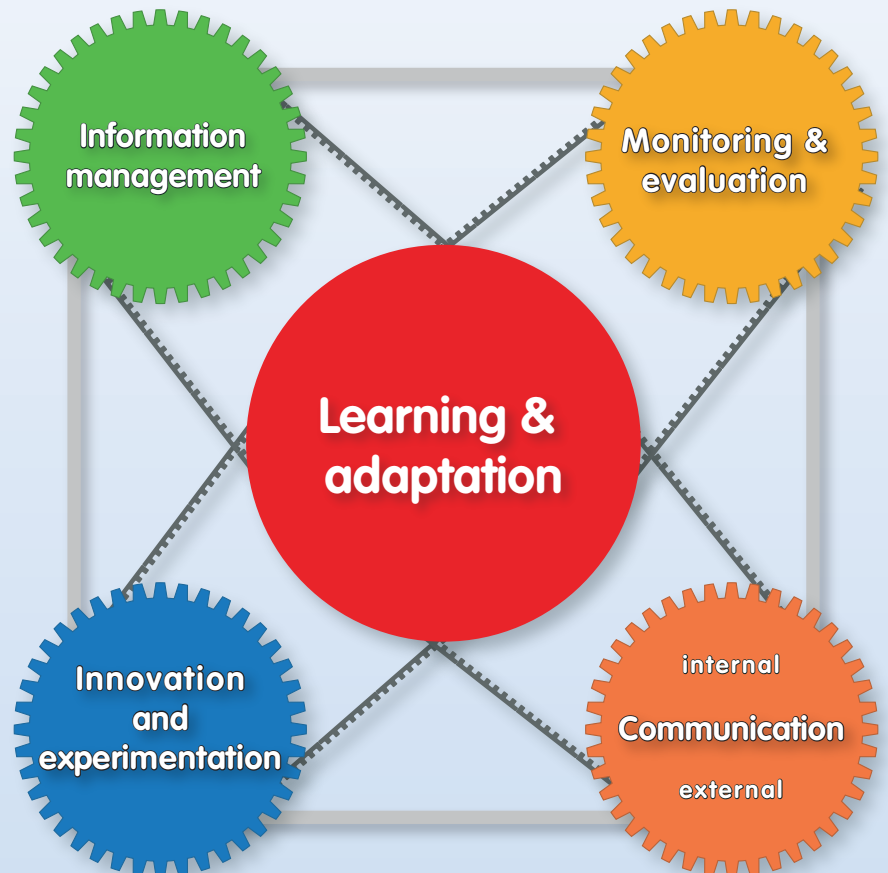 Information
management
Monitoring &
evaluation
Learning &
adaptation
Innovation
and
experimentation
internal
Communication
external